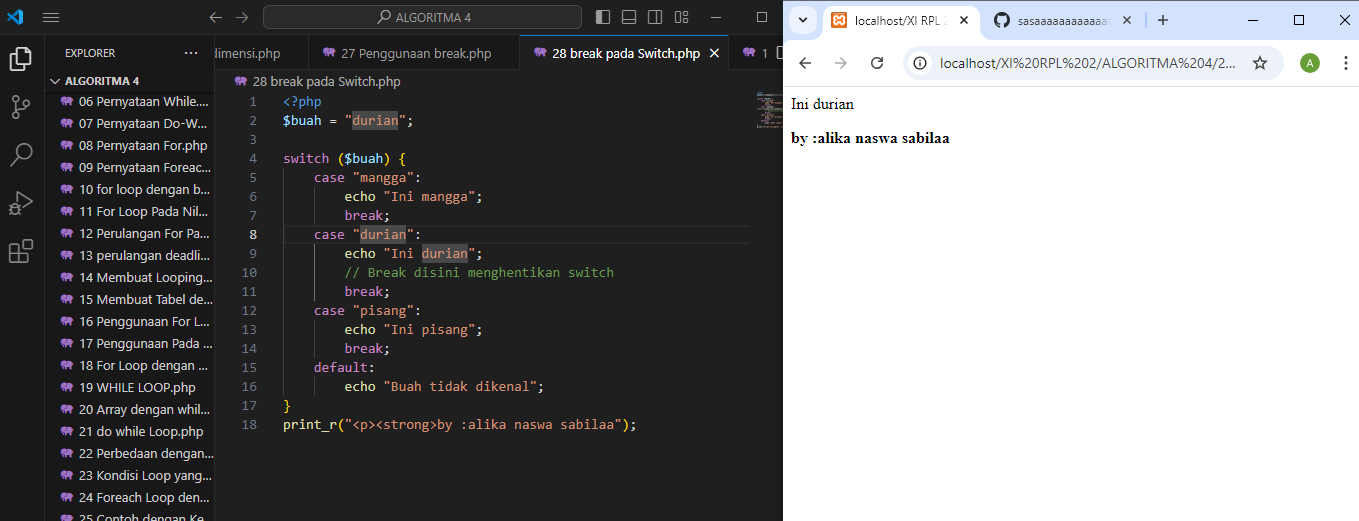 ALGORITMA 4
EXPLORER
ALGORITMA 4
06 Pernyataan While....
07 Pernyataan Do-W...
08 Pernyataan For.php
09 Pernyataan Foreac...
10 for loop dengan b...
11 For Loop Pada Nil...
12 Perulangan For Pa...
13 perulangan deadli...
14 Membuat Looping...
15 Membuat Tabel de...
16 Penggunaan For L...
17 Penggunaan Pada ...
18 For Loop dengan ...
19 WHILE LOOP.php
20 Array dengan whil...
21 do while Loop.php
22 Perbedaan dengan...
23 Kondisi Loop yang...
24 Foreach Loop den...
25 Contoh dengan Ke...
dimensi.php
27 Penggunaan break.php
28 break pada Switch.php
1
28 break pada Switch.php
1 <?php
2 $buah = "durian";
3
4 switch ($buah) {
5 case "mangga":
6 echo "Ini mangga";
7 break;
8 case "durian":
9 echo "Ini durian";
10 // Break disini menghentikan switch
11 break;
12 case "pisang":
13 echo "Ini pisang";
14 break;
15 default:
16 echo "Buah tidak dikenal";
17 }
18 print_r("<p><strong>by :alika naswa sabilaa");
localhost/XI RPL 2
sasaaaaaaaaaaaa
localhost/XI%20RPL%202/ALGORITMA%204/2...
A
Ini durian
by :alika naswa sabilaa